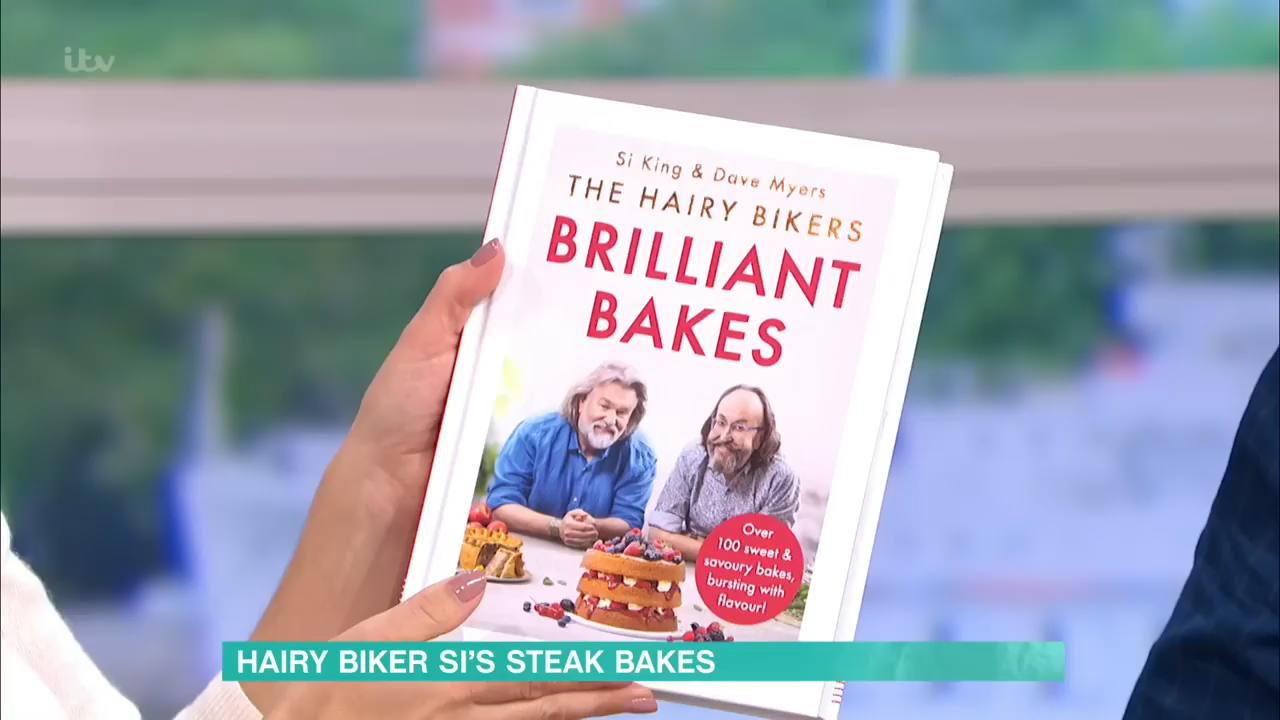 itv
Si King & Dave Myers
THE HAIRY BIKERS
BRILLIANT
BAKES
Over
100 sweet &
savoury bakes,
bursting with
flavour!
HAIRY BIKER SI'S STEAK BAKES